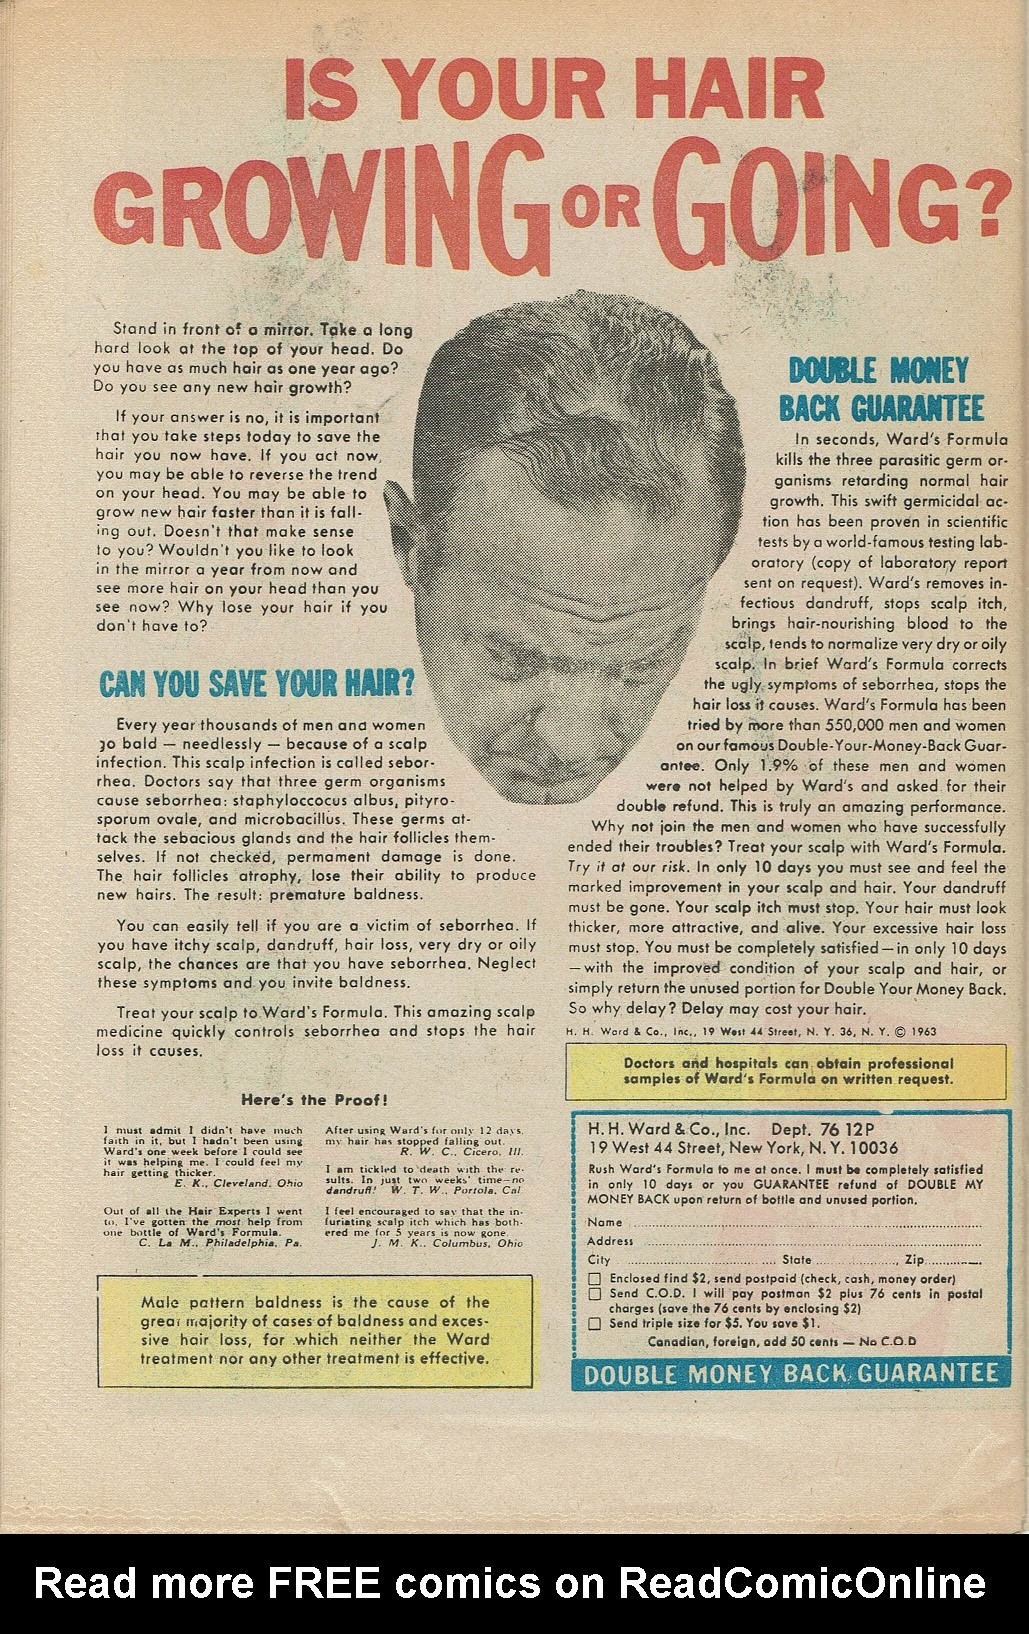 IS YOUR HAIR
GROWING OR GOING?
Stand in front of a mirror. Take a long
hard look at the top of your head. Do
you have as much hair as one year ago?
Do you see any new hair growth?
If your answer is no, it is important
that you take steps today to save the
hair you now have. If you act now,
you may be able to reverse the trend
on your head. You may be able to
grow new hair faster than it is fall-
ing out. Doesn't that make sense
to you? Wouldn't you like to look
in the mirror a year from now and
see more hair on your head than you
see now? Why lose your hair if you
don't have to?
CAN YOU SAVE YOUR HAIR?
Every year thousands of men and women
go bald — needlessly — because of a scalp
infection. This scalp infection is called sebor-
rhea. Doctors say that three germ organisms
cause seborrhea: staphyloccocus albus, pityro-
sporum ovale, and microbacillus. These germs at-
tack the sebacious glands and the hair follicles them-
selves. If not checked, permament damage is done.
The hair follicles atrophy, lose their ability to produce
new hairs. The result: premature baldness.
You can easily tell if you are a victim of seborrhea. If
you have itchy scalp, dandruff, hair loss, very dry or oily
scalp, the chances are that you have seborrhea. Neglect
these symptoms and you invite baldness.
Treat your scalp to Ward's Formula. This amazing scalp
medicine quickly controls seborrhea and stops the hair
loss it causes.
Here's the Proof!
I must admit I didn't have much
faith in it, but I hadn't been using
Ward's one week before I could see
it was helping me. I could feel my
hair getting thicker.
E. K., Cleveland, Ohio
Out of all the Hair Experts I went
to, I've gotten the most help from
one bottle of Ward's Formula.
C. La M., Philadelphia, Pa.
After using Ward's for only 12 days,
my hair has stopped falling out.
R. W. C., Cicero, Ill.
I am tickled to death with the re-
sults. In just two weeks' time—no
dandruff! W. T. W., Portola, Cal
I feel encouraged to say that the in-
furiating scalp itch which has both-
ered me for 5 years is now gone.
J. M. K., Columbus, Ohio
Male pattern baldness is the cause of the
great majority of cases of baldness and exces-
sive hair loss, for which neither the Ward
treatment nor any other treatment is effective.
DOUBLE MONEY
BACK GUARANTEE
In seconds, Ward's Formula
kills the three parasitic germ or-
ganisms retarding normal hair
growth. This swift germicidal ac-
tion has been proven in scientific
tests by a world-famous testing lab-
oratory (copy of laboratory report
sent on request). Ward's removes in-
fectious dandruff, stops scalp itch,
brings hair-nourishing blood to the
scalp, tends to normalize very dry or oily
scalp. In brief Ward's Formula corrects
the ugly symptoms of seborrhea, stops the
hair loss it causes. Ward's Formula has been
tried by more than 550,000 men and women
on our famous Double-Your-Money-Back Guar-
antee. Only 1.9% of these men and women
were not helped by Ward's and asked for their
double refund. This is truly an amazing performance.
Why not join the men and women who have successfully
ended their troubles? Treat your scalp with Ward's Formula.
Try it at our risk. In only 10 days you must see and feel the
marked improvement in your scalp and hair. Your dandruff
must be gone. Your scalp itch must stop. Your hair must look
thicker, more attractive, and alive. Your excessive hair loss
must stop. You must be completely satisfied—in only 10 days
—with the improved condition of your scalp and hair, or
simply return the unused portion for Double Your Money Back.
So why delay? Delay may cost your hair.
H. H. Ward & Co., Inc., 19 West 44 Street, N. Y. 36, N. Y. © 1963
Doctors and hospitals can obtain professional
samples of Ward's Formula on written request.
H. H. Ward & Co., Inc. Dept. 76 12P
19 West 44 Street, New York, N. Y. 10036
Rush Ward's Formula to me at once. I must be completely satisfied
in only 10 days or you GUARANTEE refund of DOUBLE MY
MONEY BACK upon return of bottle and unused portion.
Name
Address
City State Zip
Enclosed find $2, send postpaid (check, cash, money order)
Send C.O.D. I will pay postman $2 plus 76 cents in postal
charges (save the 76 cents by enclosing $2)
Send triple size for $5. You save $1.
Canadian, foreign, add 50 cents — No C.O.D
DOUBLE MONEY BACK GUARANTEE
Read more FREE comics on ReadComicOnline